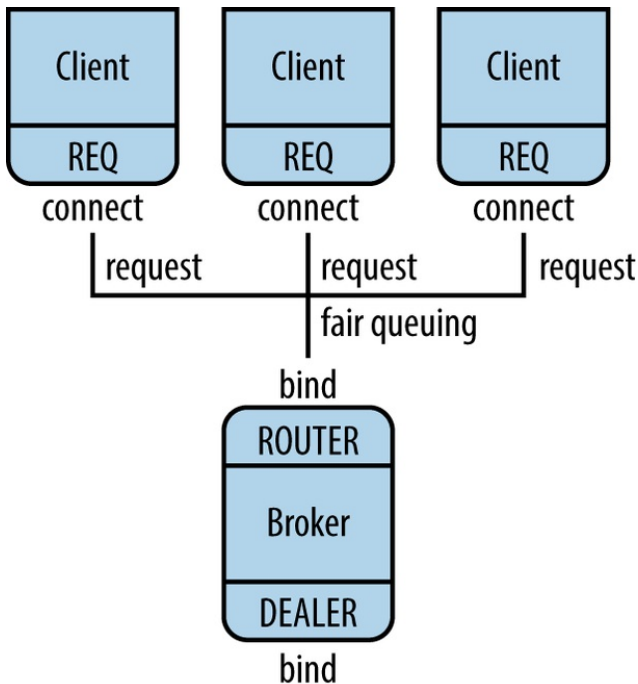 Client Client Client
REQ REQ REQ
connect connect connect
request request request
fair queuing
bind
ROUTER
Broker
DEALER
bind